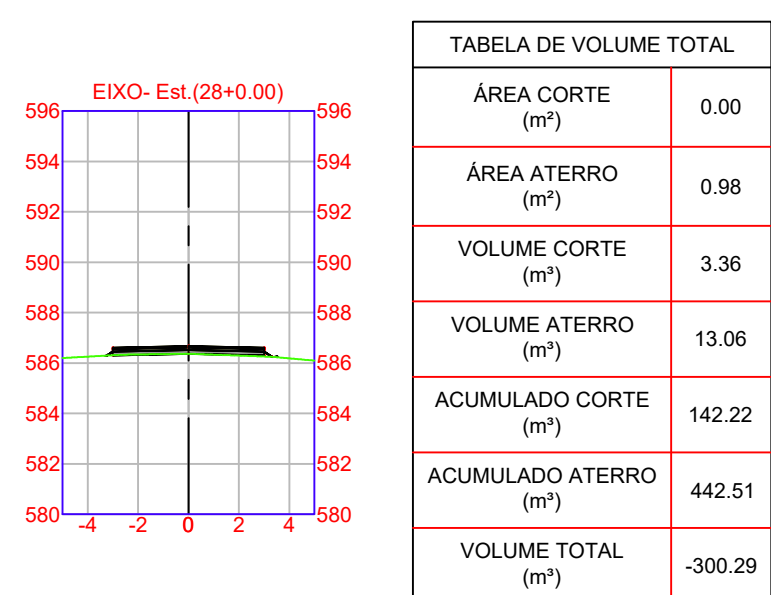 EIXO- Est.(28+0.00)
596 596
594 594
592 592
590 590
588 588
586 586
584 584
582 582
580 580
-4 -2 0 2 4
TABELA DE VOLUME TOTAL
ÁREA CORTE
(m²) 0.00
ÁREA ATERRO
(m²) 0.98
VOLUME CORTE
(m³) 3.36
VOLUME ATERRO
(m³) 13.06
ACUMULADO CORTE
(m³) 142.22
ACUMULADO ATERRO
(m³) 442.51
VOLUME TOTAL
(m³) -300.29